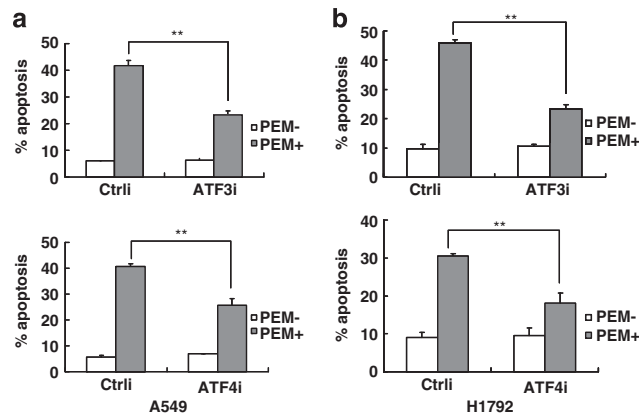 a
% apoptosis
50
40
30
20
10
0
**
PEM-
PEM+
Ctrli ATF3i
% apoptosis
50
40
30
20
10
0
**
PEM-
PEM+
Ctrli ATF4i
A549
b
% apoptosis
50
40
30
20
10
0
**
PEM-
PEM+
Ctrli ATF3i
% apoptosis
40
30
20
10
0
**
PEM-
PEM+
Ctrli ATF4i
H1792